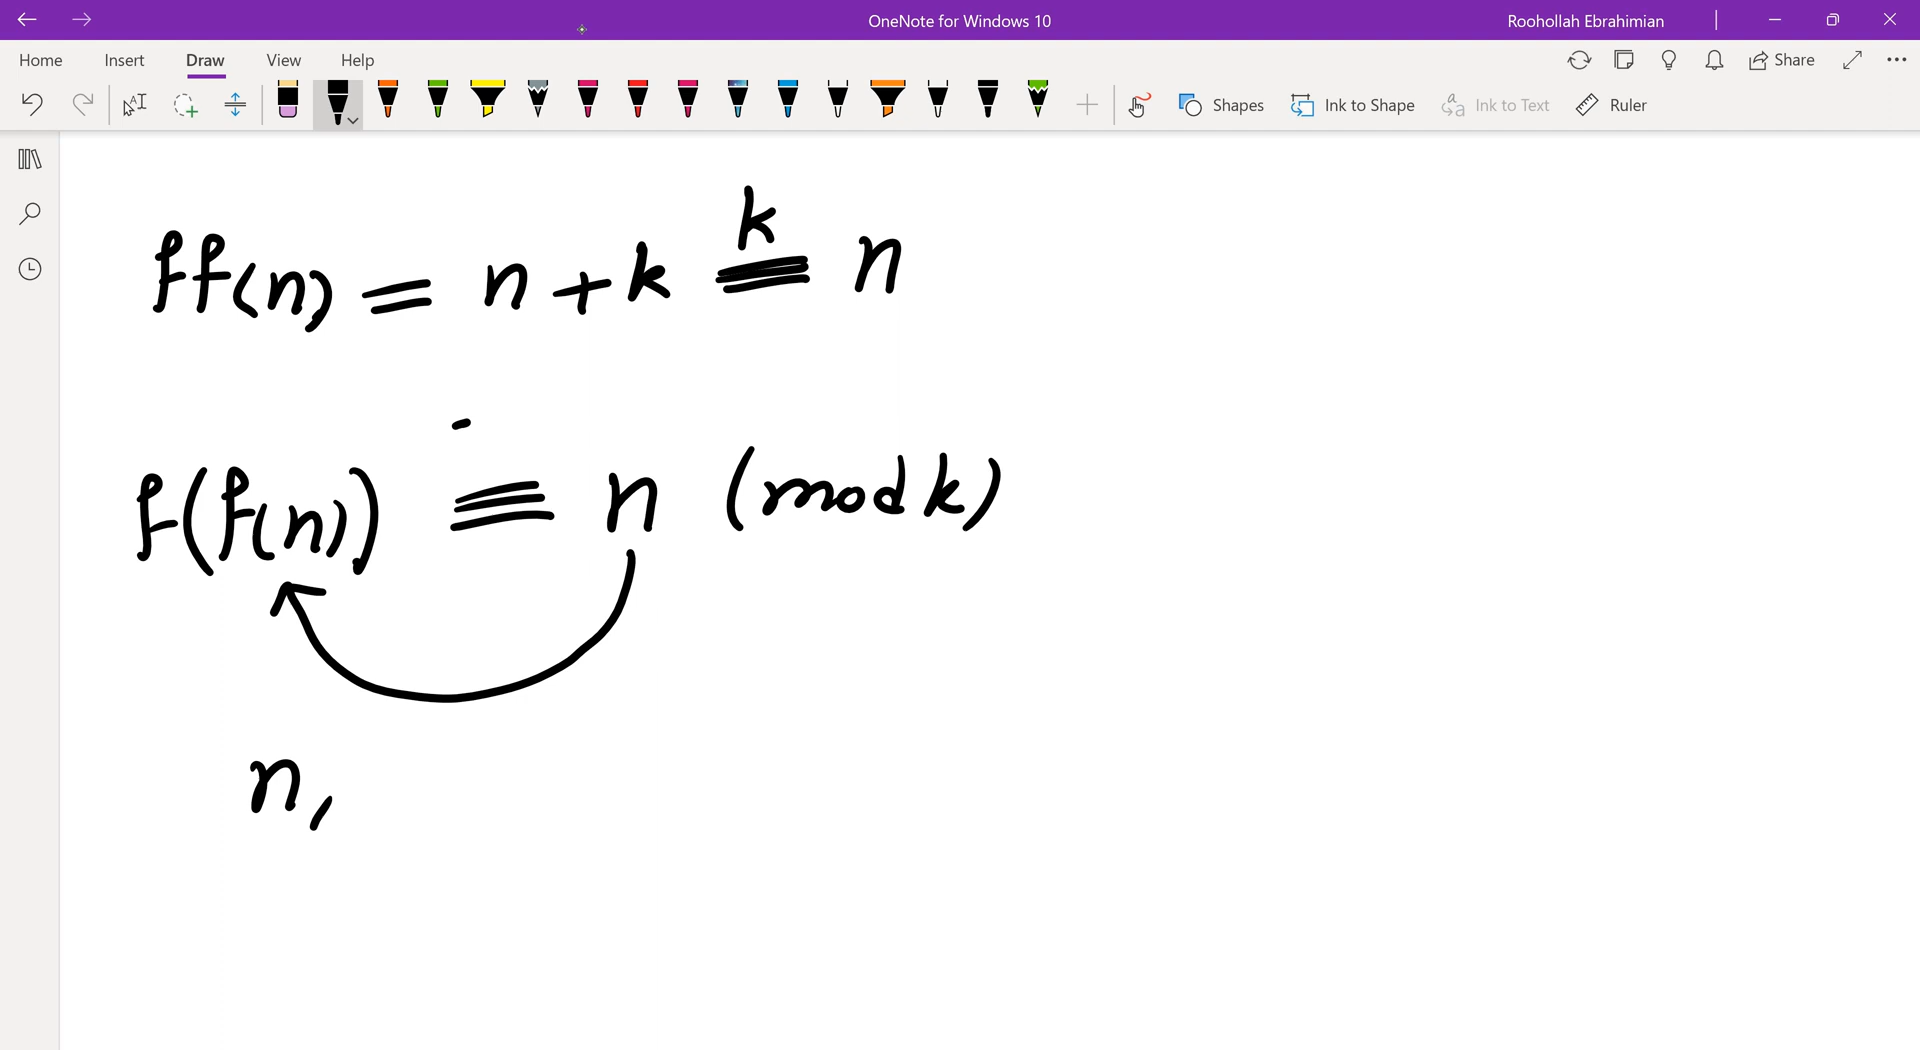 OneNote for Windows 10
Roohollah Ebrahimian
Home Insert Draw View Help
Share
Shapes
Ink to Shape
Ink to Text
Ruler
ff(n) = n + k ≡ n
k
f(f(n)) ≡ n (mod k)
n,